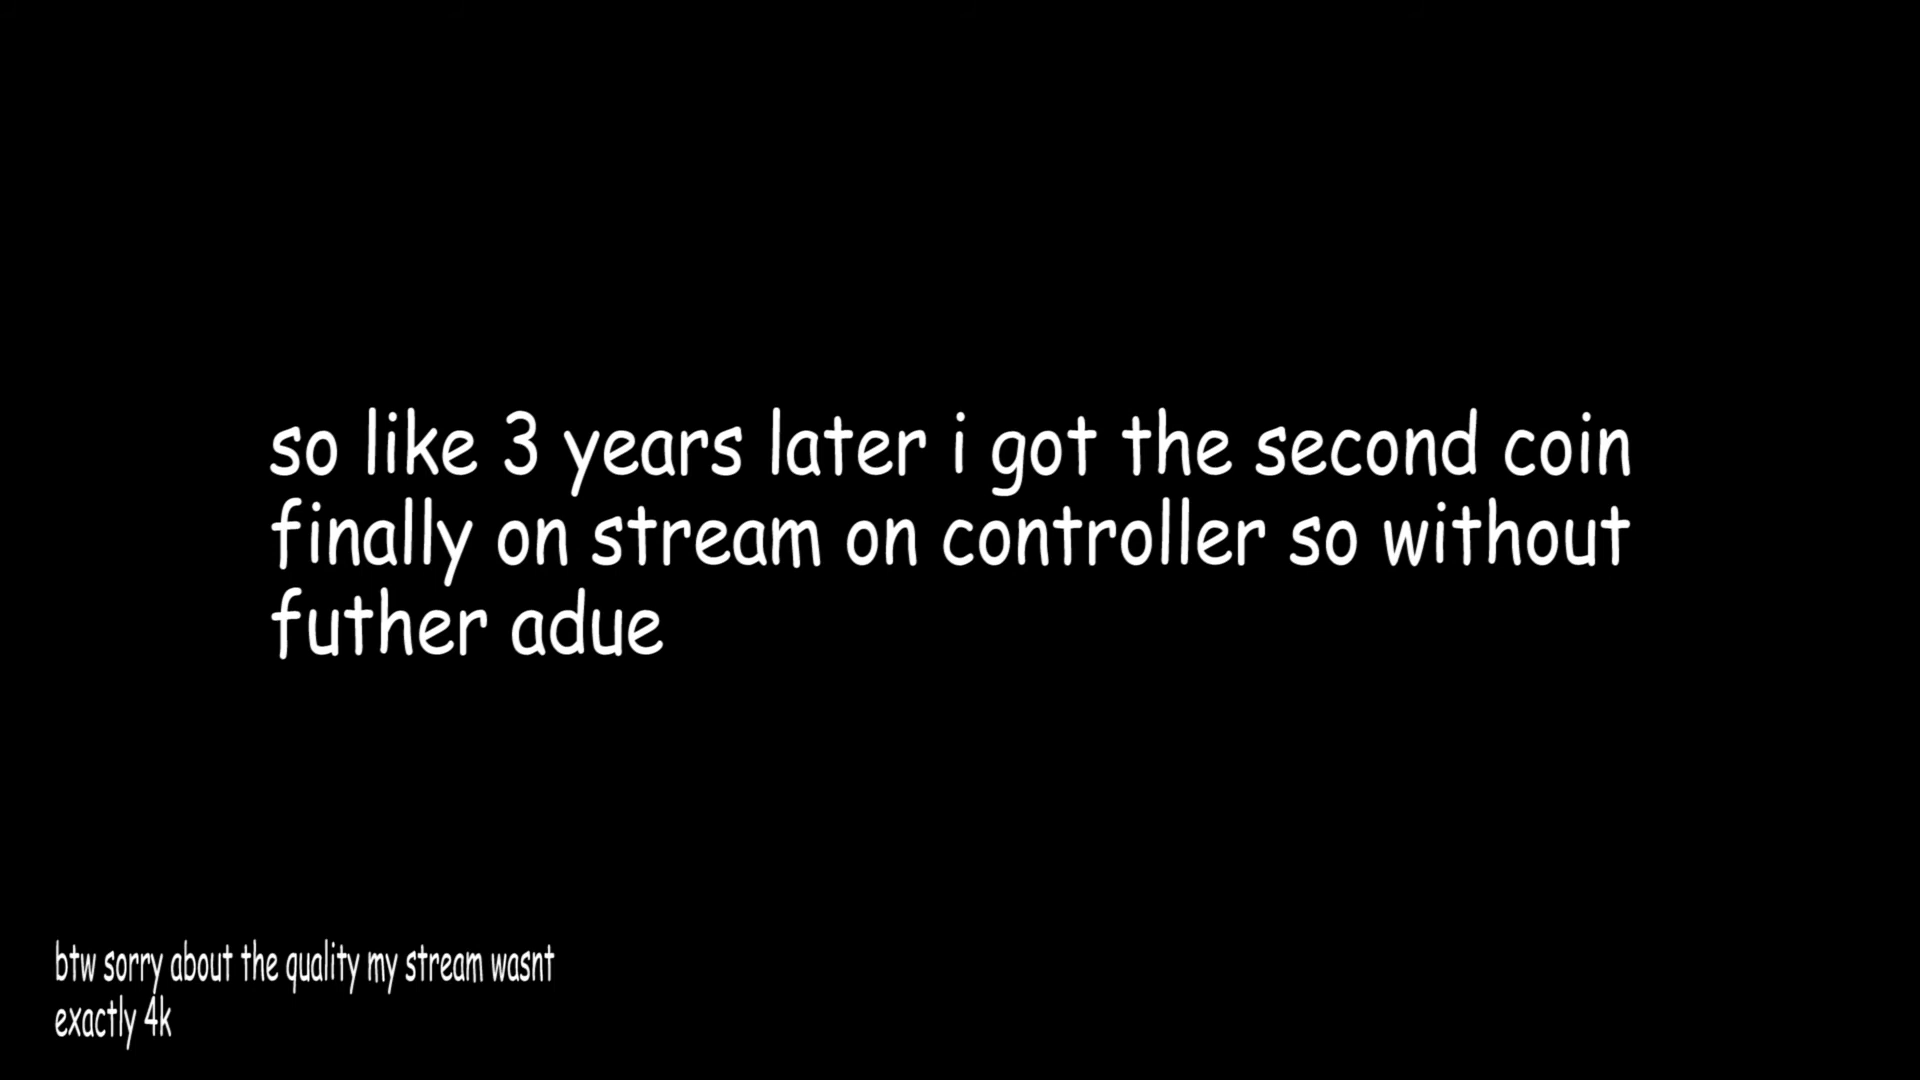 so like 3 years later i got the second coin
finally on stream on controller so without
futher adue
btw sorry about the quality my stream wasnt
exactly 4k